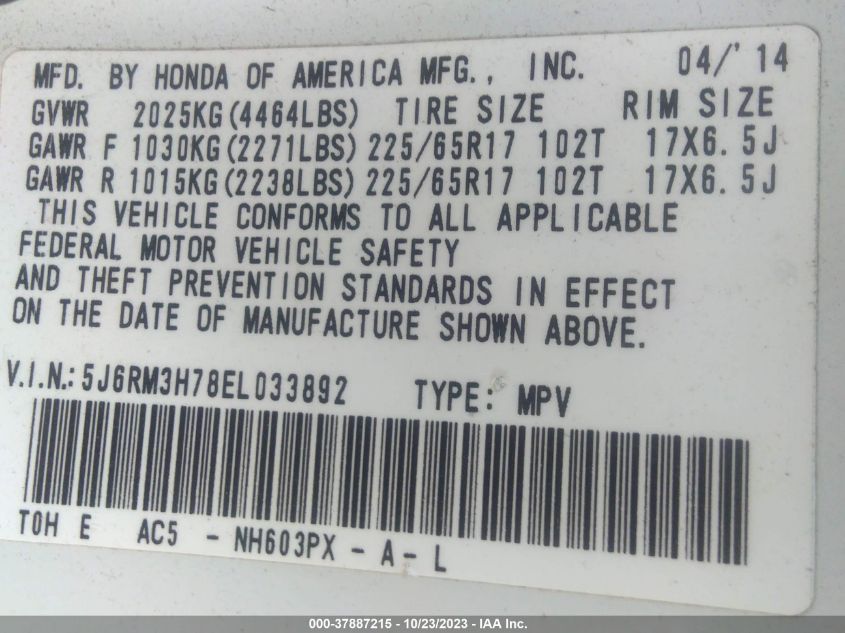 MFD. BY HONDA OF AMERICA MFG., INC. 04/'14
GVWR 2025KG(4464LBS) TIRE SIZE RIM SIZE
GAWR F 1030KG(2271LBS) 225/65R17 102T 17X6.5J
GAWR R 1015KG(2238LBS) 225/65R17 102T 17X6.5J
THIS VEHICLE CONFORMS TO ALL APPLICABLE
FEDERAL MOTOR VEHICLE SAFETY
AND THEFT PREVENTION STANDARDS IN EFFECT
ON THE DATE OF MANUFACTURE SHOWN ABOVE.
V.I.N.: 5J6RM3H78EL033892 TYPE: MPV
TOH E AC5 - NH603PX - A - L
000-37887215 - 10/23/2023 - IAA Inc.